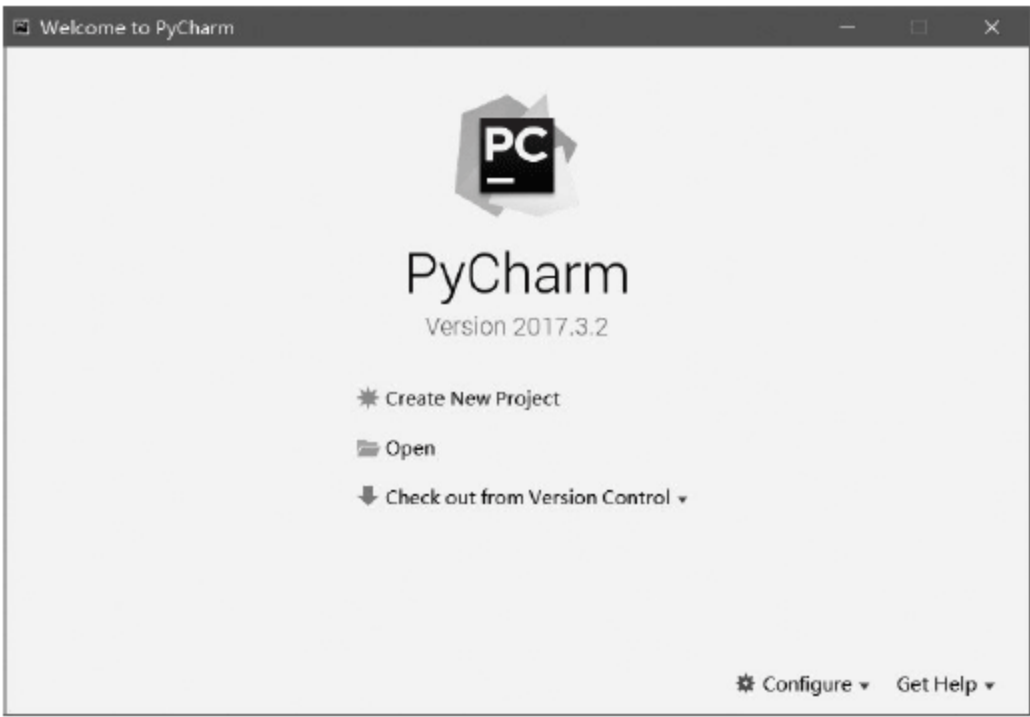 Welcome to PyCharm
PC
PyCharm
Version 2017.3.2
Create New Project
Open
Check out from Version Control
Configure
Get Help